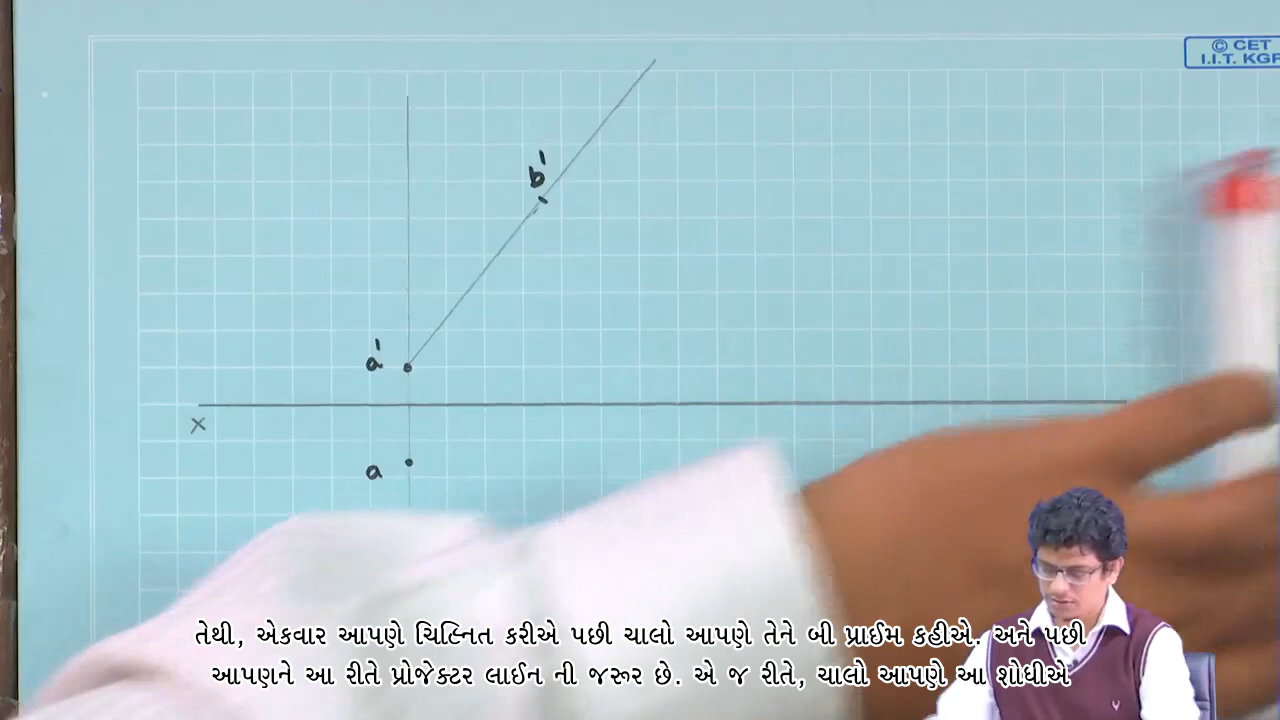 © CET
I.I.T. KGP
b'
a'
X
a
તેથી, એકવાર આપણે ચિહ્નિત કરીએ પછી ચાલો આપણે તેને બી પ્રાઈમ કહીએ. અને પછી
આપણને આ રીતે પ્રોજેક્ટર લાઈન ની જરૂર છે. એ જ રીતે, ચાલો આપણે આ શોધીએ